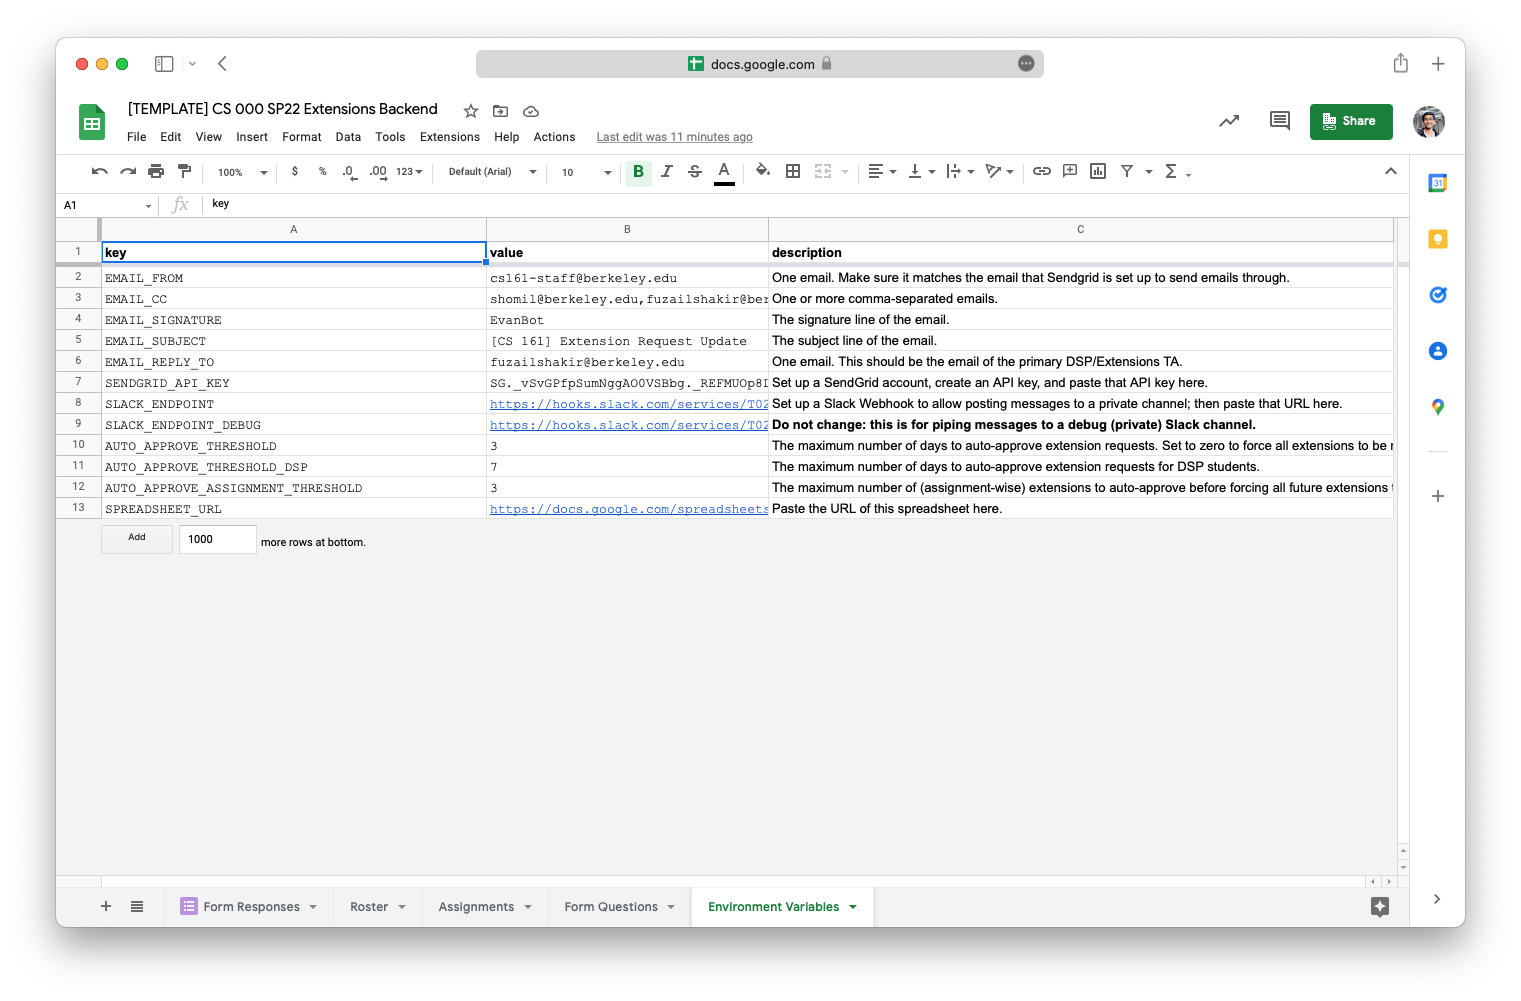 docs.google.com
[TEMPLATE] CS 000 SP22 Extensions Backend
File Edit View Insert Format Data Tools Extensions Help Actions Last edit was 11 minutes ago
Share
100% $ % .0 .00 123 Default (Arial) 10 B I S A
31
A1 fx key
A B C
1 key value description
2 EMAIL_FROM cs161-staff@berkeley.edu One email. Make sure it matches the email that Sendgrid is set up to send emails through.
3 EMAIL_CC shomil@berkeley.edu,fuzailshakir@ber One or more comma-separated emails.
4 EMAIL_SIGNATURE EvanBot The signature line of the email.
5 EMAIL_SUBJECT [CS 161] Extension Request Update The subject line of the email.
6 EMAIL_REPLY_TO fuzailshakir@berkeley.edu One email. This should be the email of the primary DSP/Extensions TA.
7 SENDGRID_API_KEY Set up a SendGrid account, create an API key, and paste that API key here.
8 SLACK_ENDPOINT https://hooks.slack.com/services/T02 Set up a Slack Webhook to allow posting messages to a private channel; then paste that URL here.
9 SLACK_ENDPOINT_DEBUG https://hooks.slack.com/services/T02 Do not change: this is for piping messages to a debug (private) Slack channel.
10 AUTO_APPROVE_THRESHOLD 3 The maximum number of days to auto-approve extension requests. Set to zero to force all extensions to be
11 AUTO_APPROVE_THRESHOLD_DSP 7 The maximum number of days to auto-approve extension requests for DSP students.
12 AUTO_APPROVE_ASSIGNMENT_THRESHOLD 3 The maximum number of (assignment-wise) extensions to auto-approve before forcing all future extensions
13 SPREADSHEET_URL https://docs.google.com/spreadsheets Paste the URL of this spreadsheet here.
Add 1000 more rows at bottom.
Form Responses Roster Assignments Form Questions Environment Variables